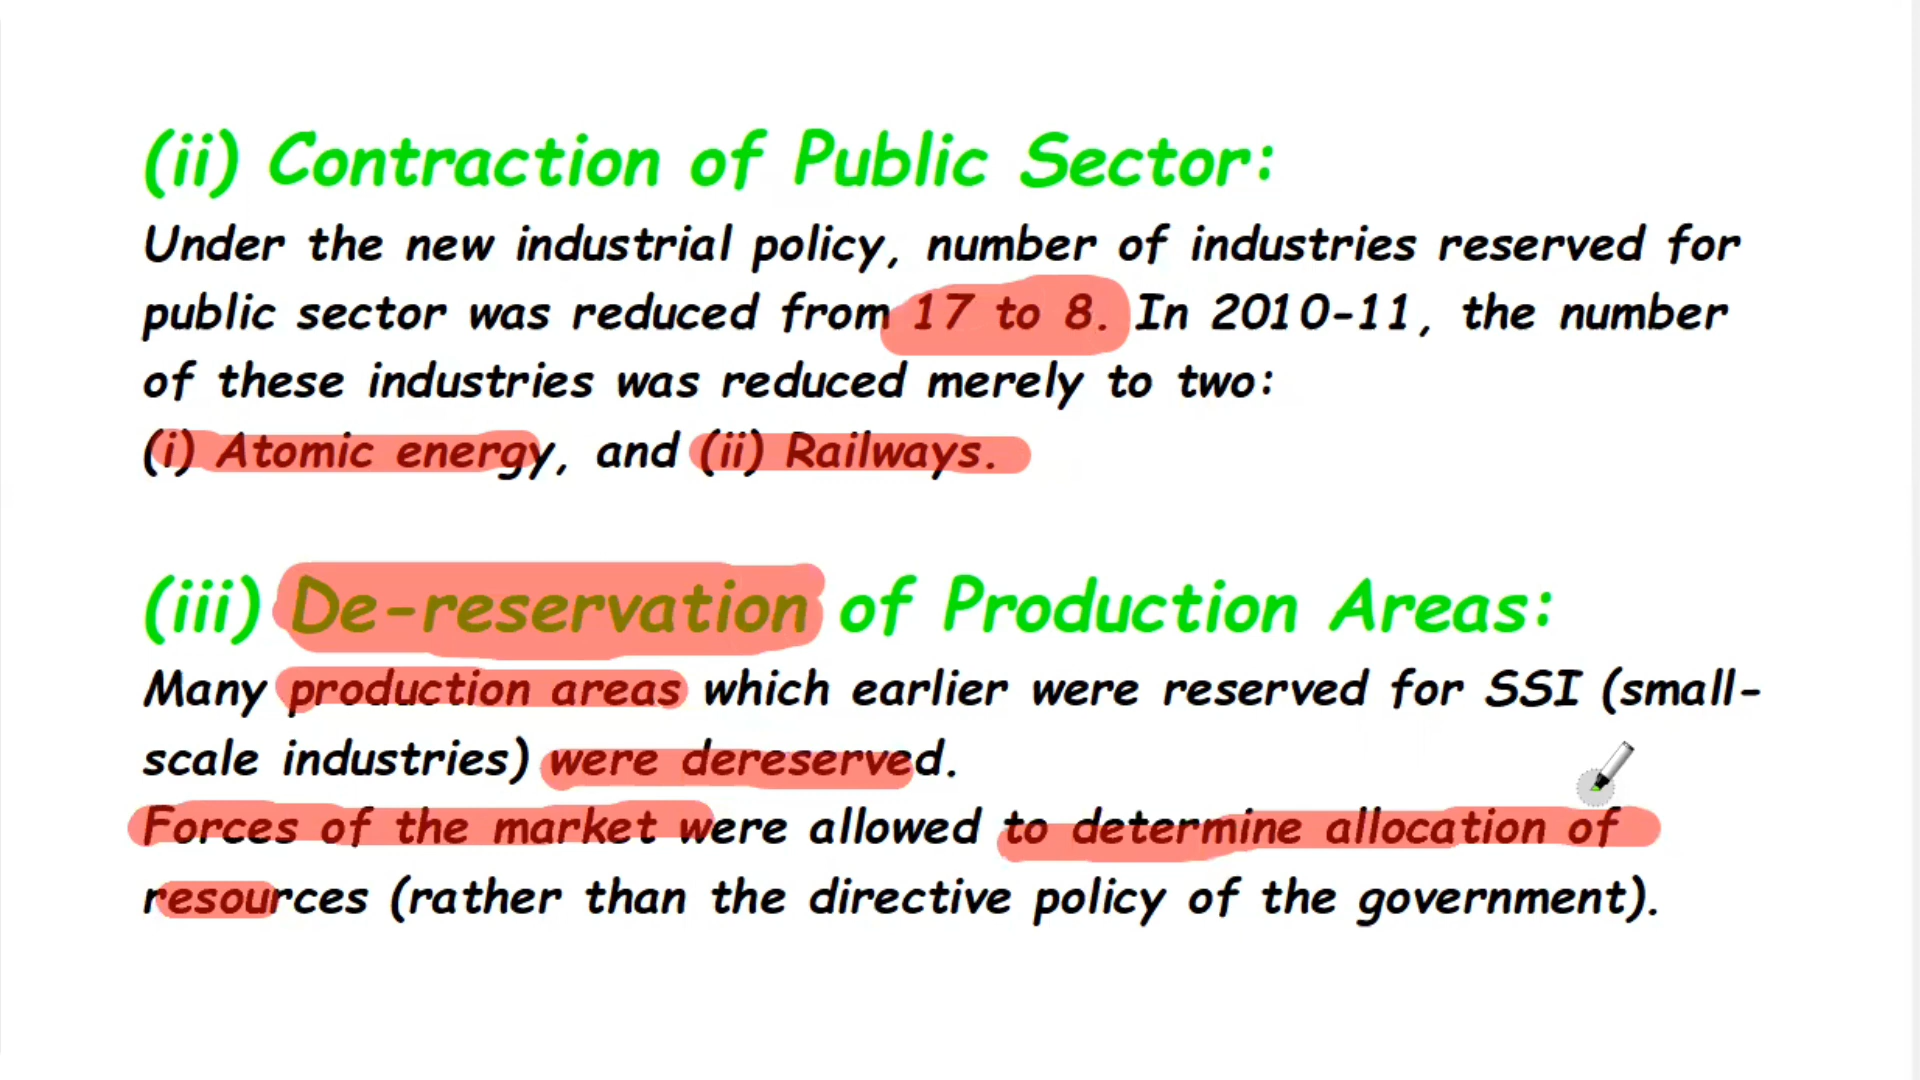 (ii) Contraction of Public Sector:
Under the new industrial policy, number of industries reserved for
public sector was reduced from 17 to 8. In 2010-11, the number
of these industries was reduced merely to two:
(i) Atomic energy, and (ii) Railways.
(iii) De-reservation of Production Areas:
Many production areas which earlier were reserved for SSI (small-
scale industries) were dereserved.
Forces of the market were allowed to determine allocation of
resources (rather than the directive policy of the government).